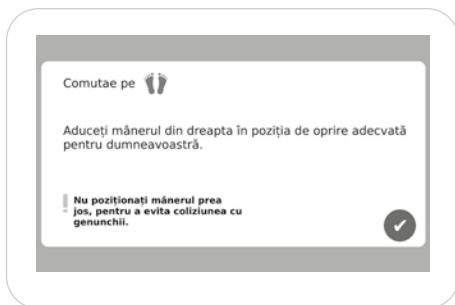 Comutae pe
Aduceți mânerul din dreapta în poziția de oprire adecvată
pentru dumneavoastră.
Nu poziționați mânerul prea
jos, pentru a evita coliziunea cu
genunchii.